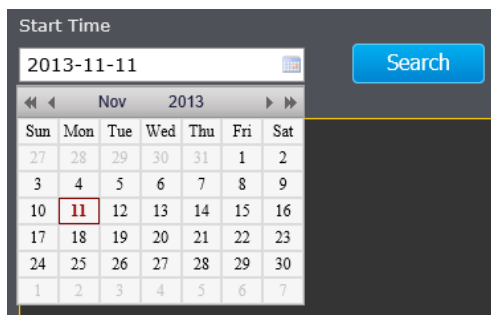 Start Time
2013-11-11 Search
Nov 2013
Sun Mon Tue Wed Thu Fri Sat
27 28 29 30 31 1 2
3 4 5 6 7 8 9
10 11 12 13 14 15 16
17 18 19 20 21 22 23
24 25 26 27 28 29 30
1 2 3 4 5 6 7